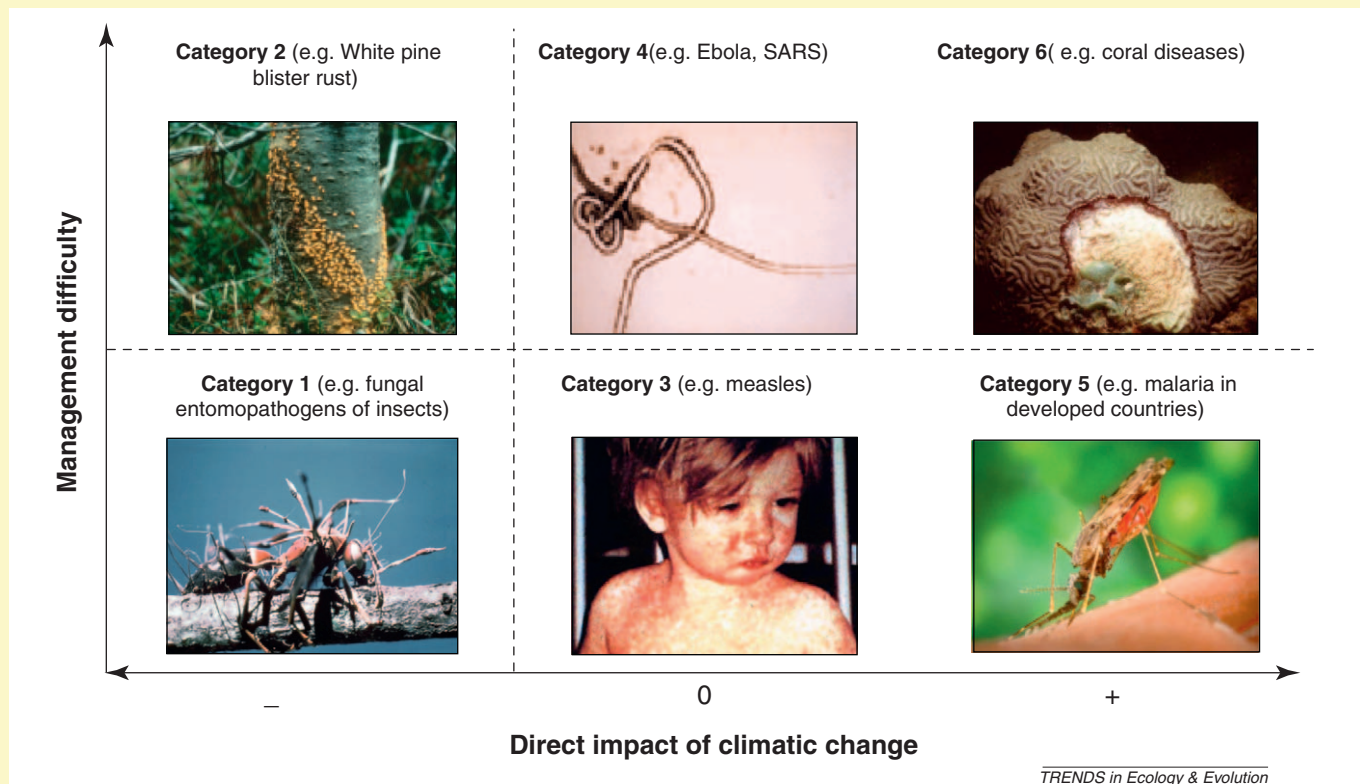 Category 2 (e.g. White pine
blister rust)
Category 4(e.g. Ebola, SARS)
Category 6( e.g. coral diseases)
Management difficulty
Category 1 (e.g. fungal
entomopathogens of insects)
Category 3 (e.g. measles)
Category 5 (e.g. malaria in
developed countries)
–
0
+
Direct impact of climatic change
TRENDS in Ecology & Evolution